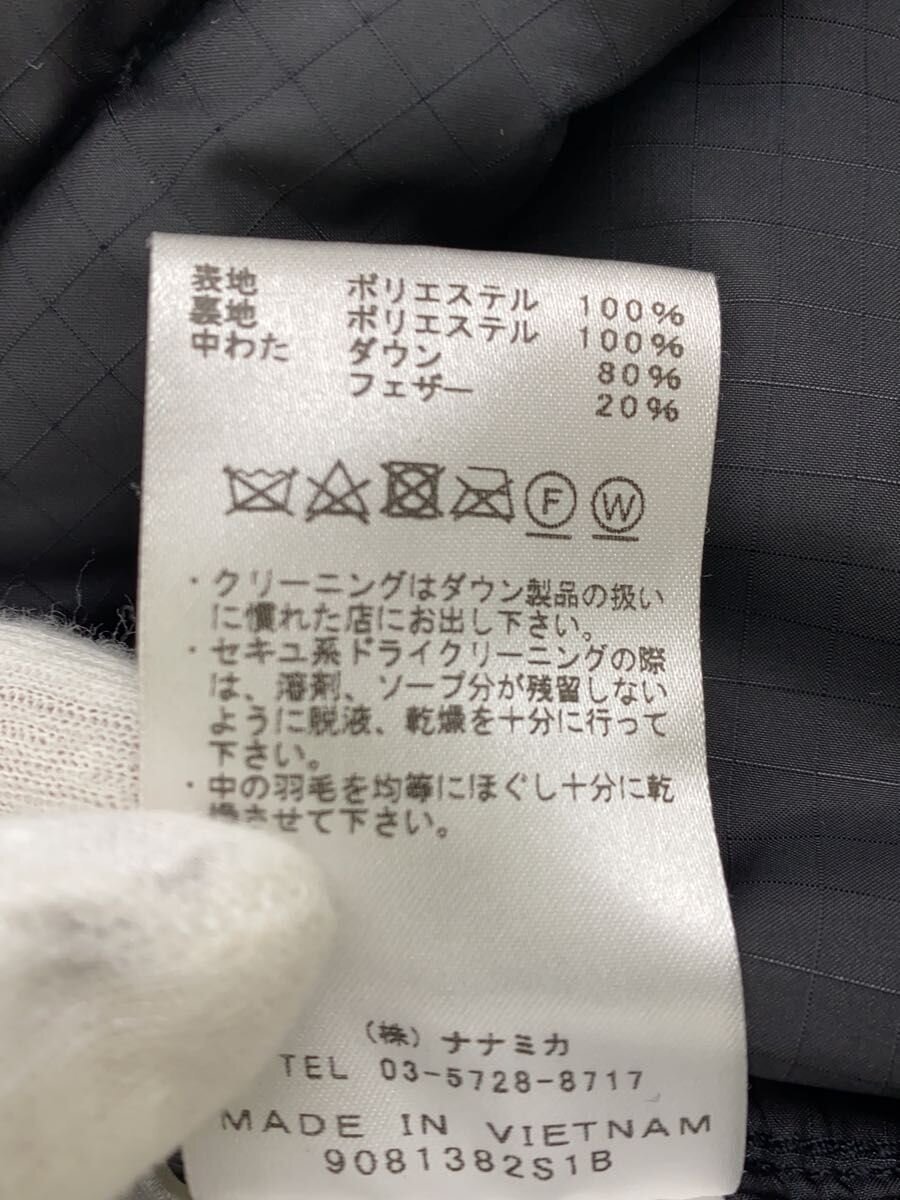 表地 ポリエステル 100%
裏地 ポリエステル 100%
中わた ダウン 80%
フェザー 20%
F W
・クリーニングはダウン製品の扱い
に慣れた店にお出し下さい。
・セキユ系ドライクリーニングの際
は、溶剤、ソープ分が残留しない
ように脱液、乾燥を十分に行って
下さい。
・中の羽毛を均等にほぐし十分に乾
燥させて下さい。
(株)ナナミカ
TEL 03-5728-8717
MADE IN VIETNAM
9081382S1B